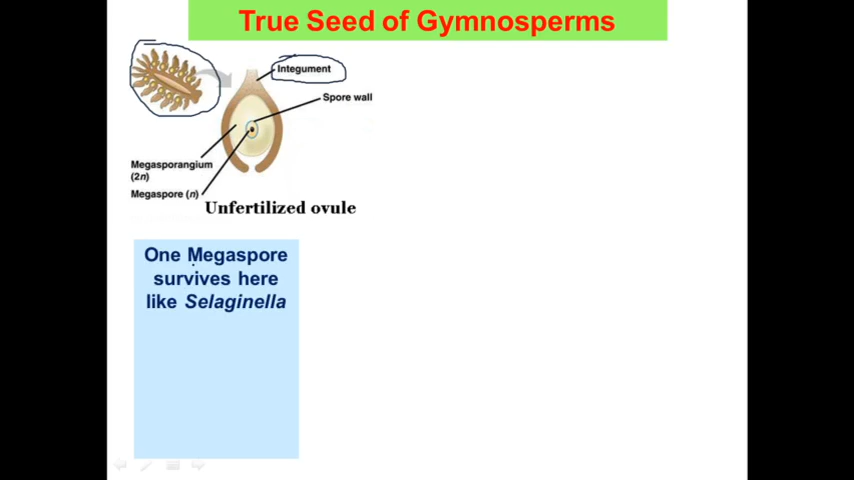 True Seed of Gymnosperms
Integument
Spore wall
Megasporangium
(2n)
Megaspore (n)
Unfertilized ovule
One Megaspore
survives here
like Selaginella